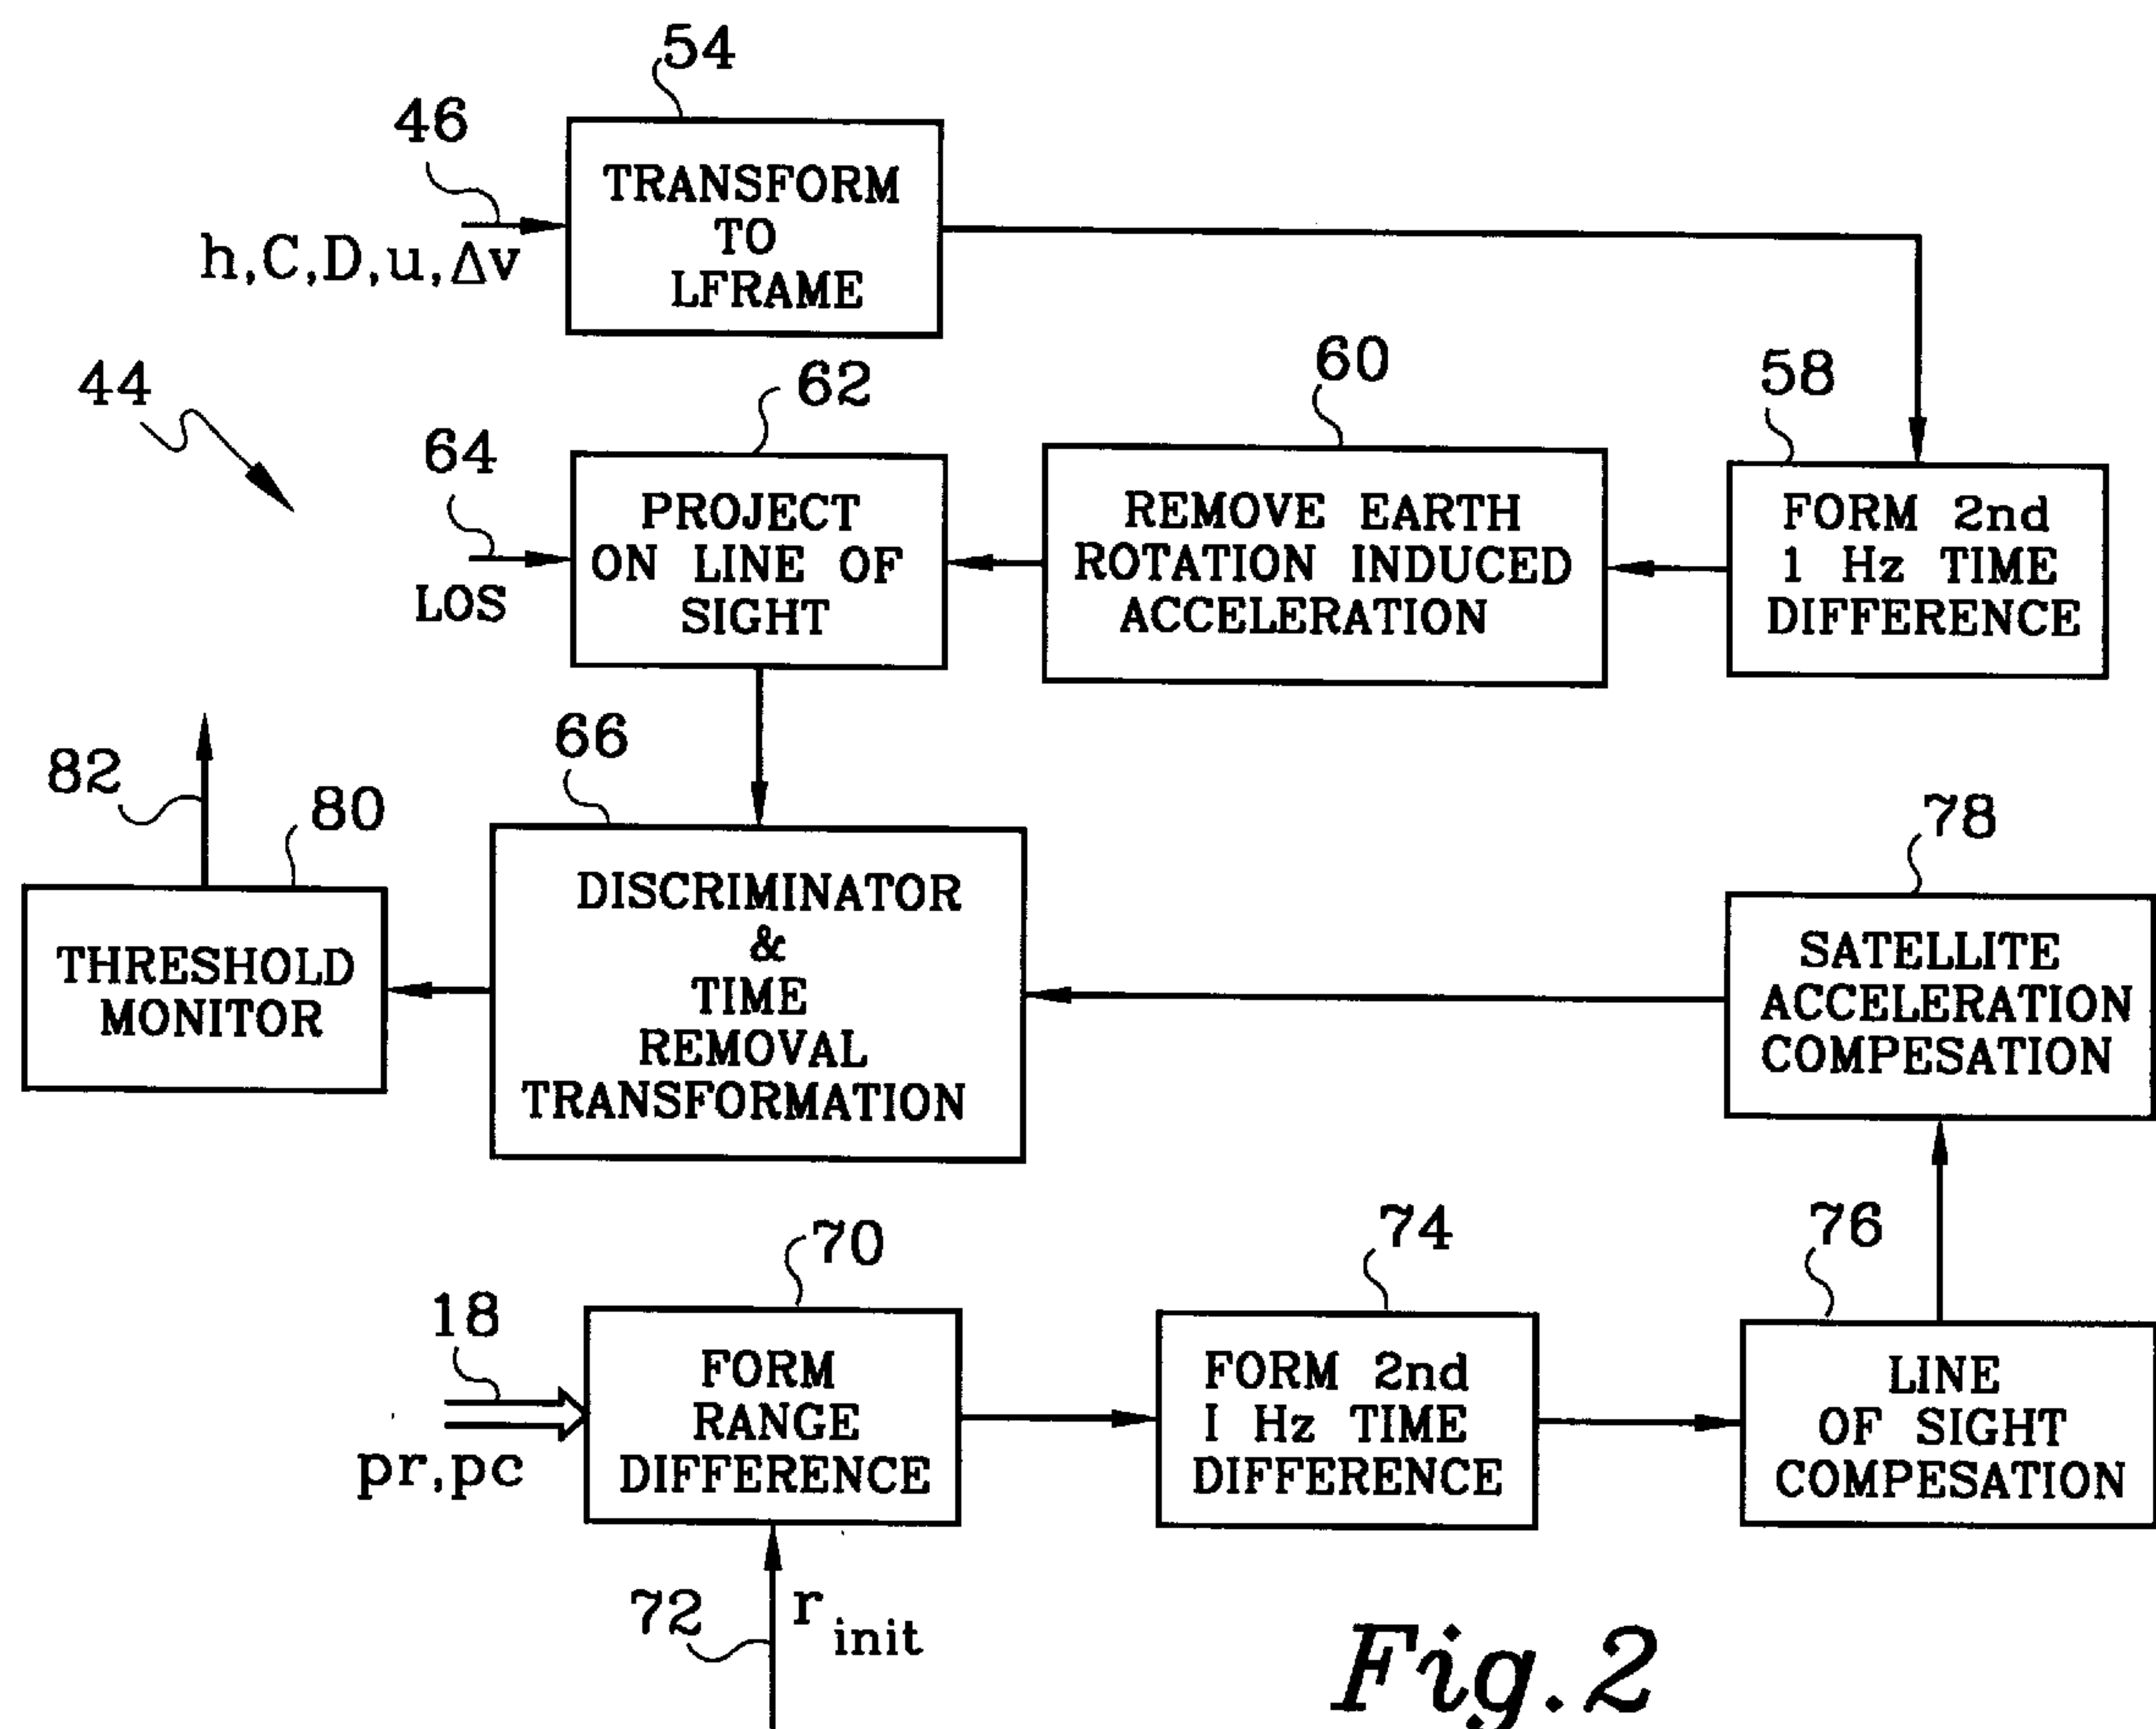 54
46
TRANSFORM
TO
LFRAME
h,C,D,u,Δv
44
62
60
58
64
LOS
PROJECT
ON LINE OF
SIGHT
REMOVE EARTH
ROTATION INDUCED
ACCELERATION
FORM 2nd
1 Hz TIME
DIFFERENCE
82
80
66
78
THRESHOLD
MONITOR
DISCRIMINATOR
&
TIME
REMOVAL
TRANSFORMATION
SATELLITE
ACCELERATION
COMPESATION
18
pr,pc
70
74
76
FORM
RANGE
DIFFERENCE
FORM 2nd
I Hz TIME
DIFFERENCE
LINE
OF SIGHT
COMPESATION
72
r init
Fig.2